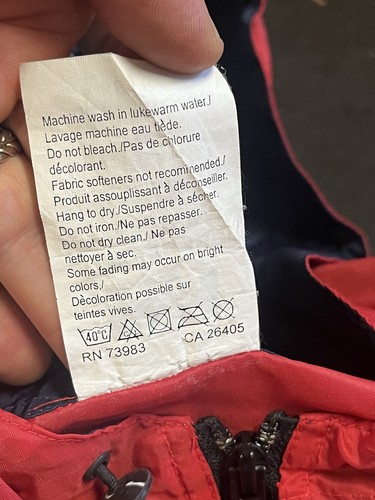 Machine wash in lukewarm water./
Lavage machine eau tiède.
Do not bleach./Pas de chlorure
décolorant.
Fabric softeners not recommended./
Produit assouplissant à déconseiller.
Hang to dry./Suspendre à sécher.
Do not iron./Ne pas repasser.
Do not dry clean./ Ne pas
nettoyer à sec.
Some fading may occur on bright
colors./
Dècoloration possible sur
teintes vives.
40°C
RN 73983 CA 26405